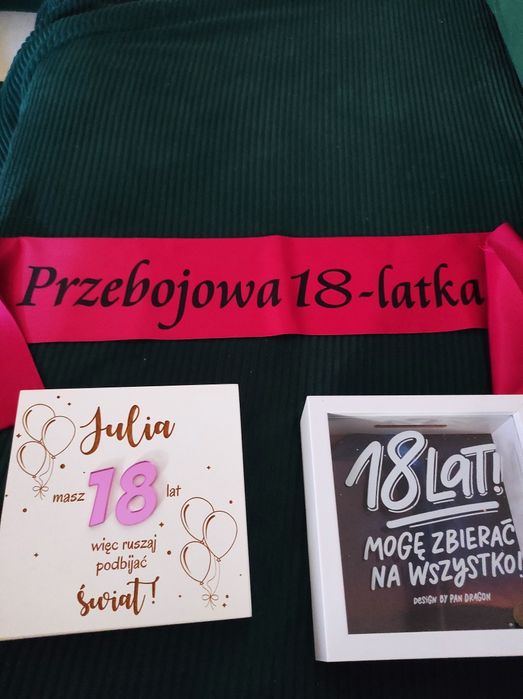 Przebojowa 18-latka
Julia
masz 18 lat
więc ruszaj
podbijać
świat!
18 LAT!
MOGĘ ZBIERAĆ
NA WSZYSTKO!
DESIGN BY PAN DRAGON